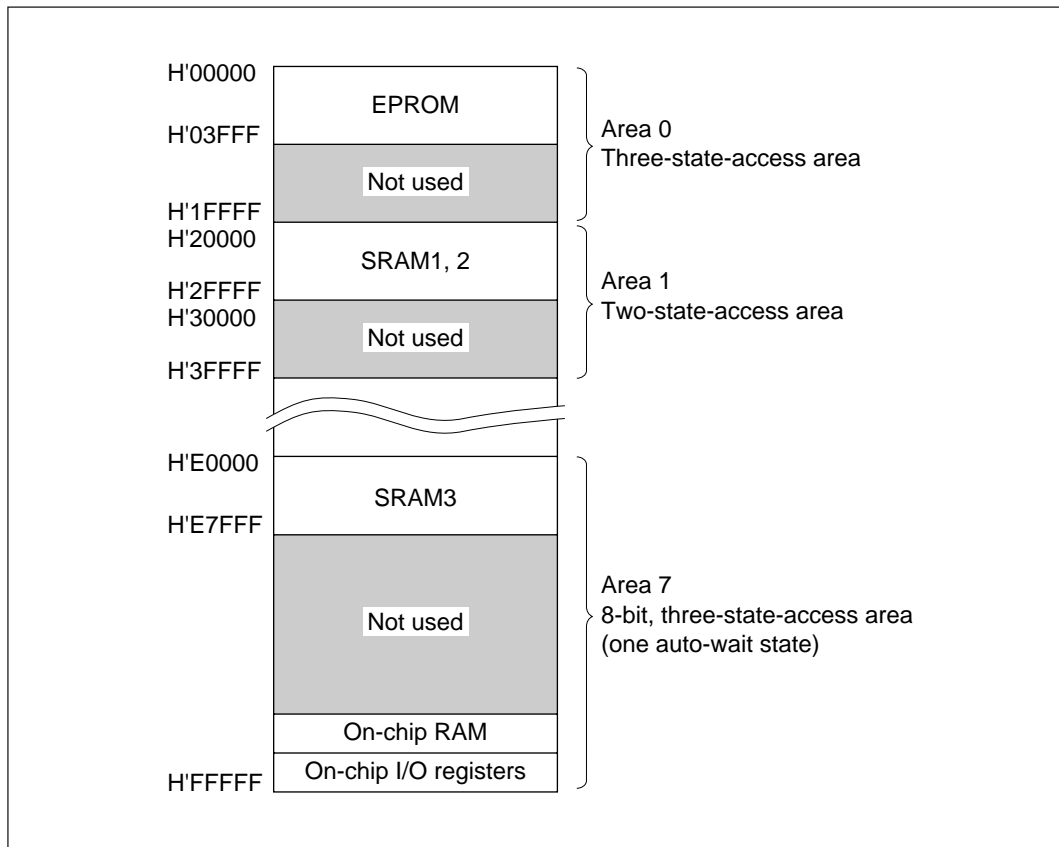 H'00000
EPROM
H'03FFF
Not used
H'1FFFF
Area 0
Three-state-access area
H'20000
SRAM1, 2
H'2FFFF
H'30000
Not used
H'3FFFF
Area 1
Two-state-access area
H'E0000
SRAM3
H'E7FFF
Not used
On-chip RAM
On-chip I/O registers
H'FFFFF
Area 7
8-bit, three-state-access area
(one auto-wait state)